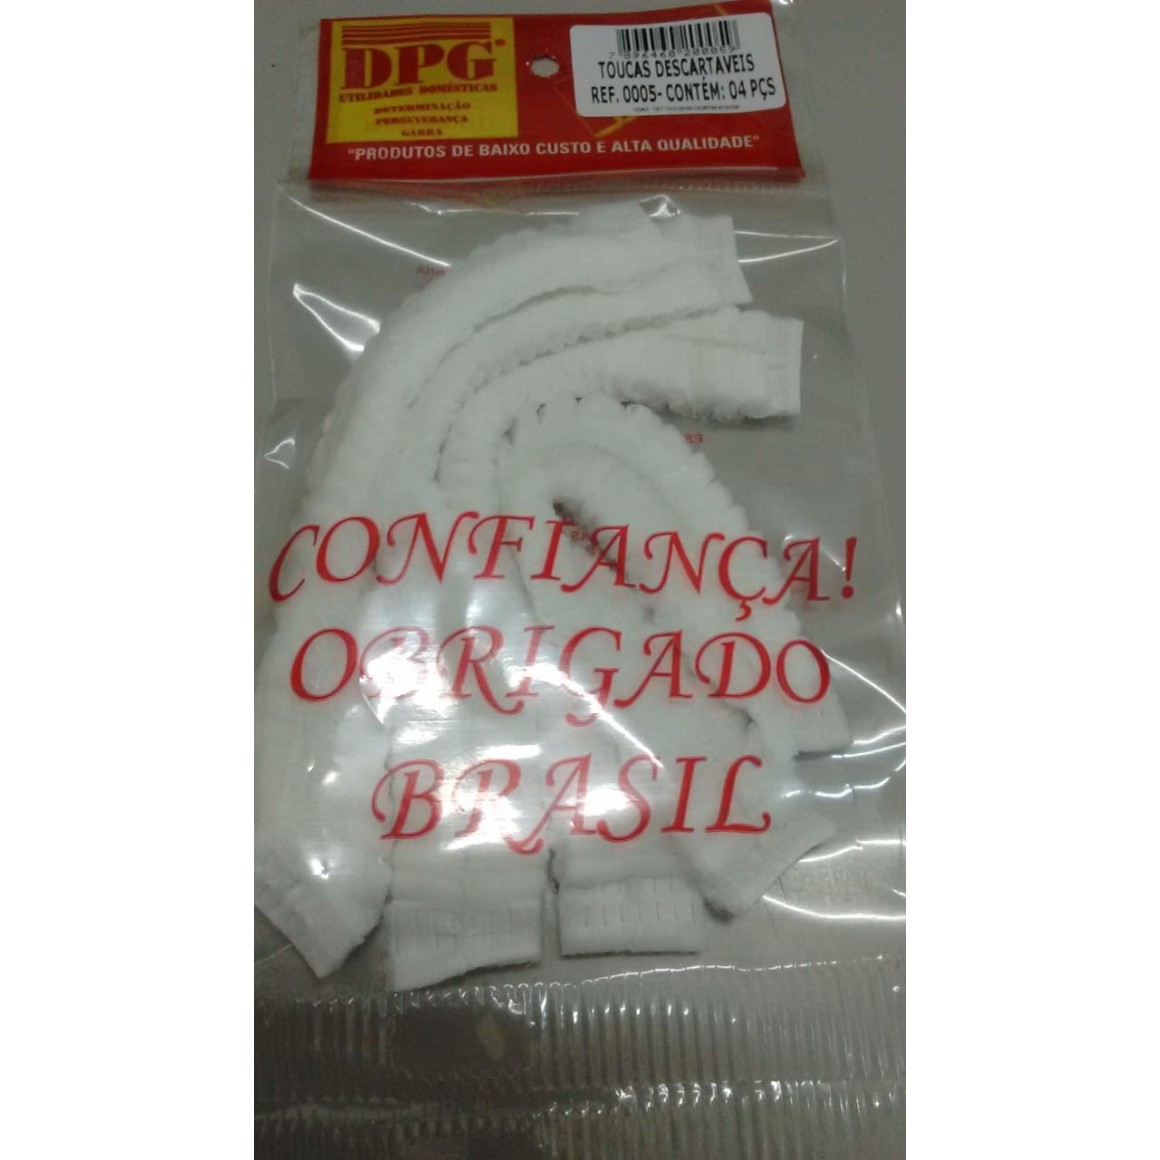 DPG
UTILIDADES DOMÉSTICAS
DETERMINAÇÃO
PERSEVERANÇA
GARRA
TOUCAS DESCARTAVEIS
REF. 0005- CONTÉM: 04 PÇS
"PRODUTOS DE BAIXO CUSTO E ALTA QUALIDADE"
CONFIANÇA!
OBRIGADO
BRASIL